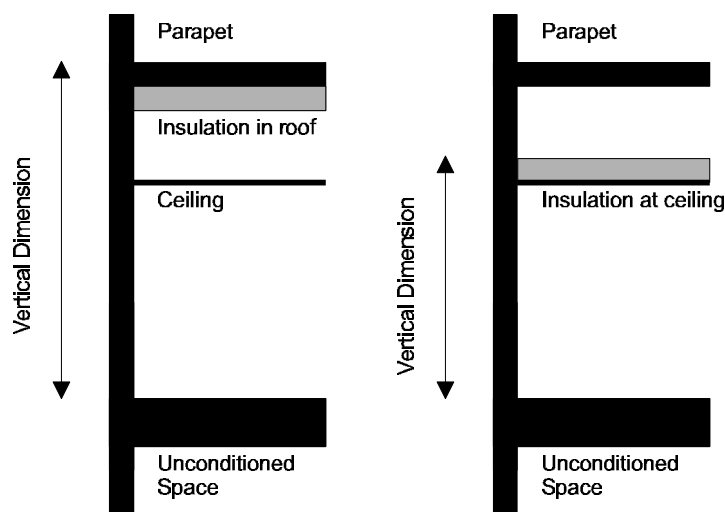 Parapet
Insulation in roof
Ceiling
Vertical Dimension
Unconditioned
Space
Parapet
Insulation at ceiling
Vertical Dimension
Unconditioned
Space